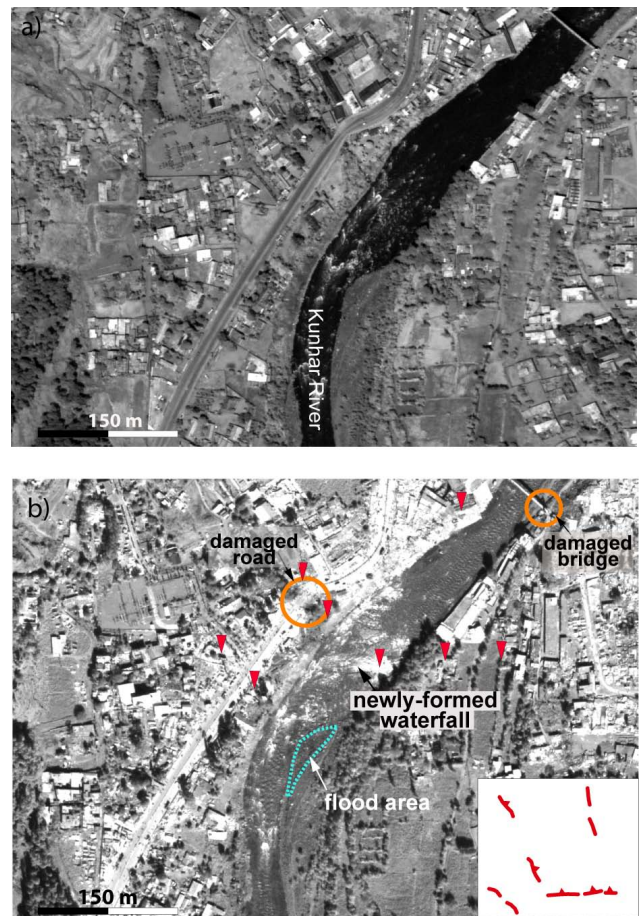 a)
Kunhar River
150 m
b)
damaged
road
damaged
bridge
newly-formed
waterfall
flood area
150 m